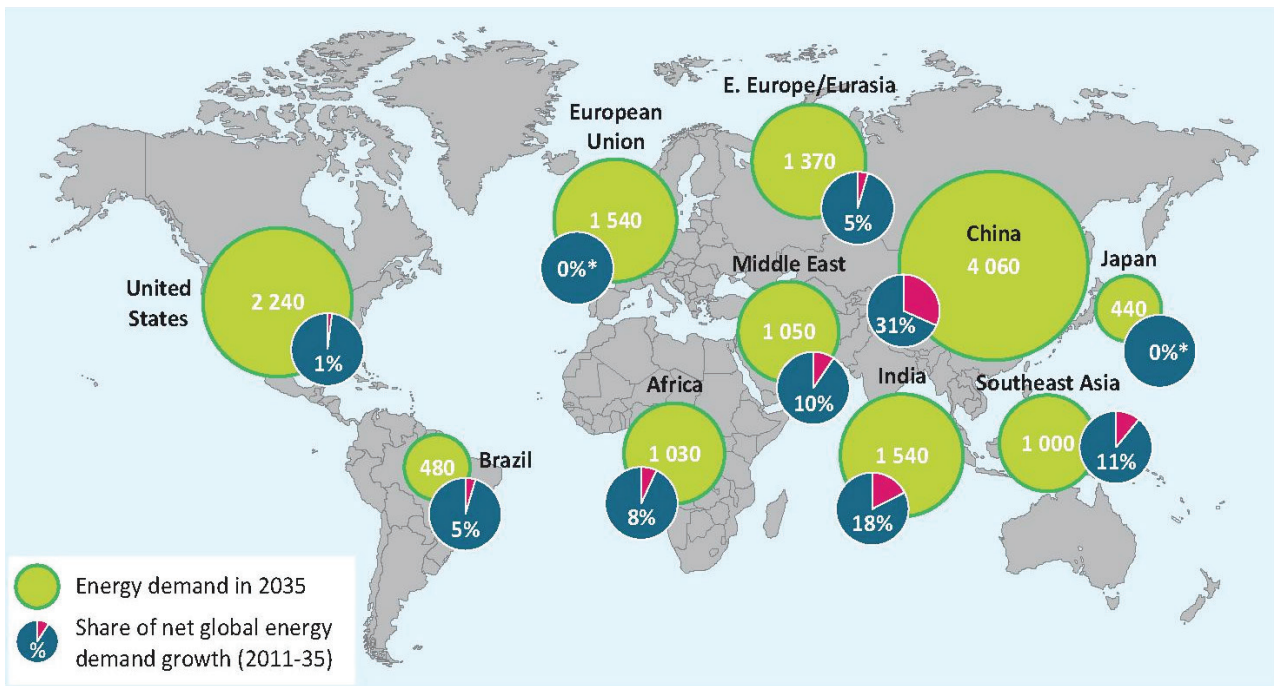 E. Europe/Eurasia
1 370
5%
European
Union
1 540
0%*
China
4 060
31%
Middle East
1 050
10%
Japan
440
0%*
United
States
2 240
1%
Africa
1 030
8%
India
1 540
18%
Southeast Asia
1 000
11%
Brazil
480
5%
Energy demand in 2035
% Share of net global energy
demand growth (2011-35)